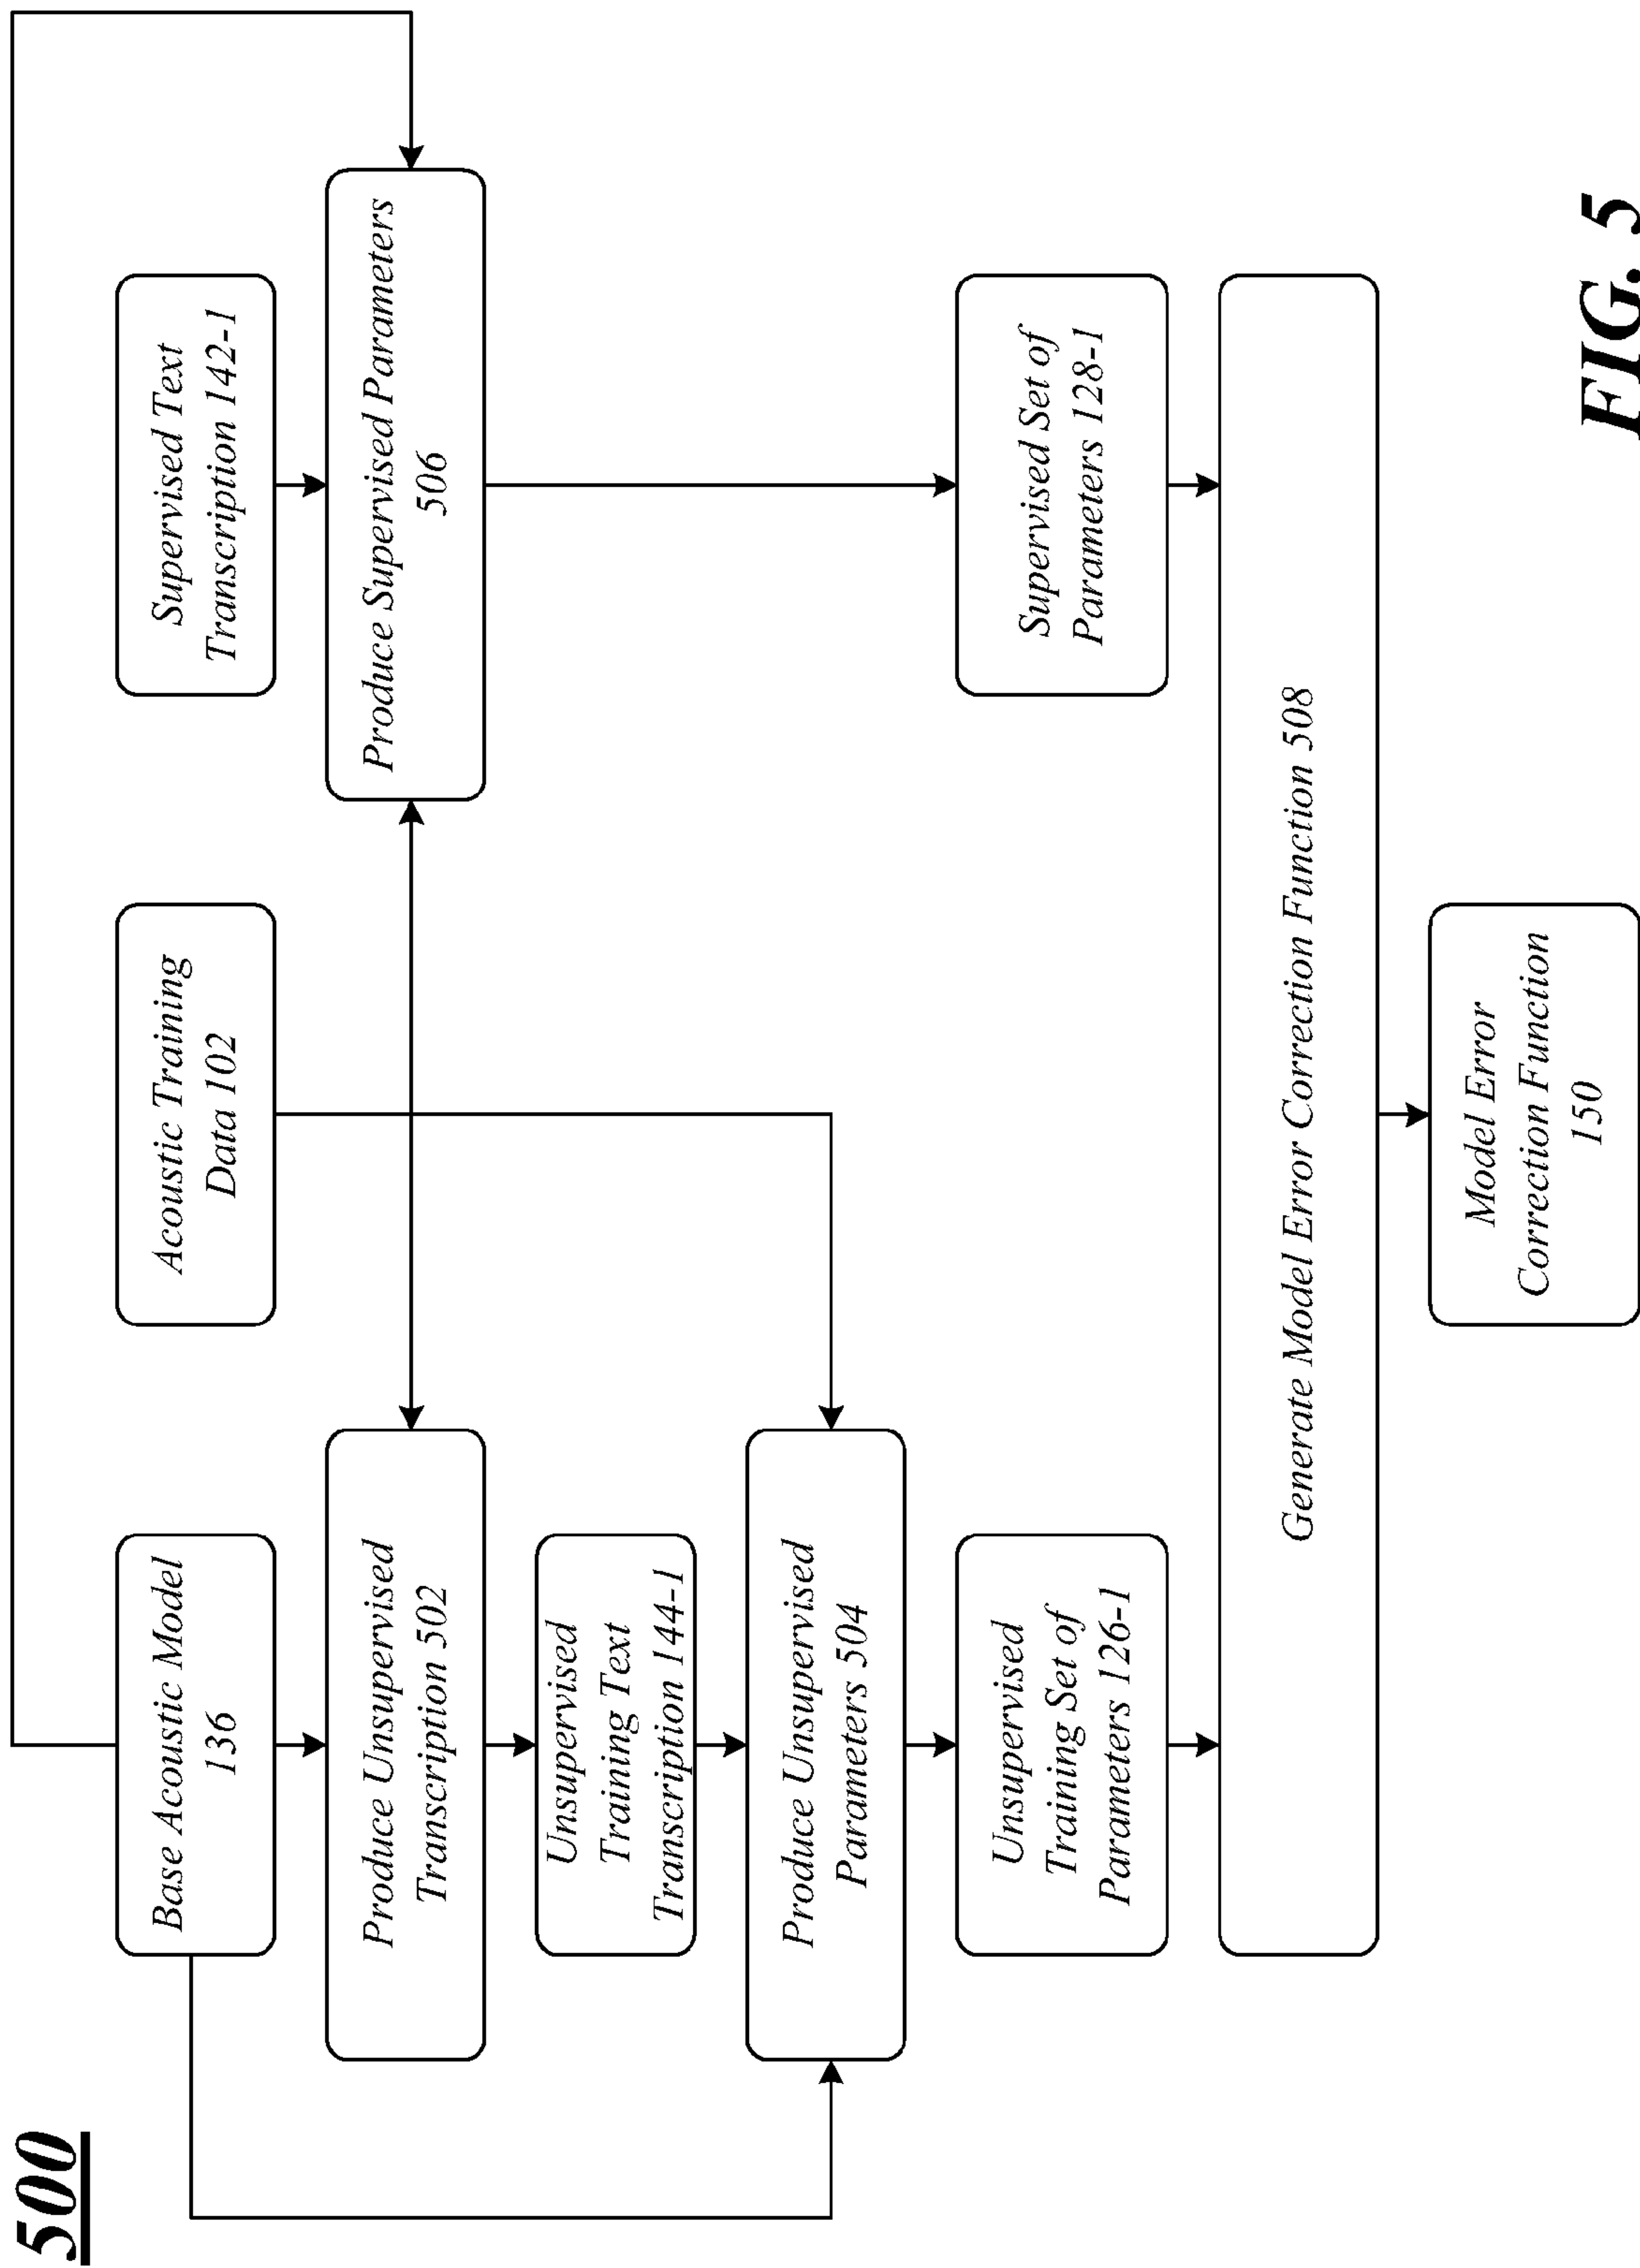 500
Base Acoustic Model
136
Acoustic Training
Data 102
Supervised Text
Transcription 142-1
Produce Unsupervised
Transcription 502
Produce Supervised Parameters
506
Unsupervised
Training Text
Transcription 144-1
Produce Unsupervised
Parameters 504
Unsupervised
Training Set of
Parameters 126-1
Supervised Set of
Parameters 128-1
Generate Model Error Correction Function 508
Model Error
Correction Function
150
FIG. 5